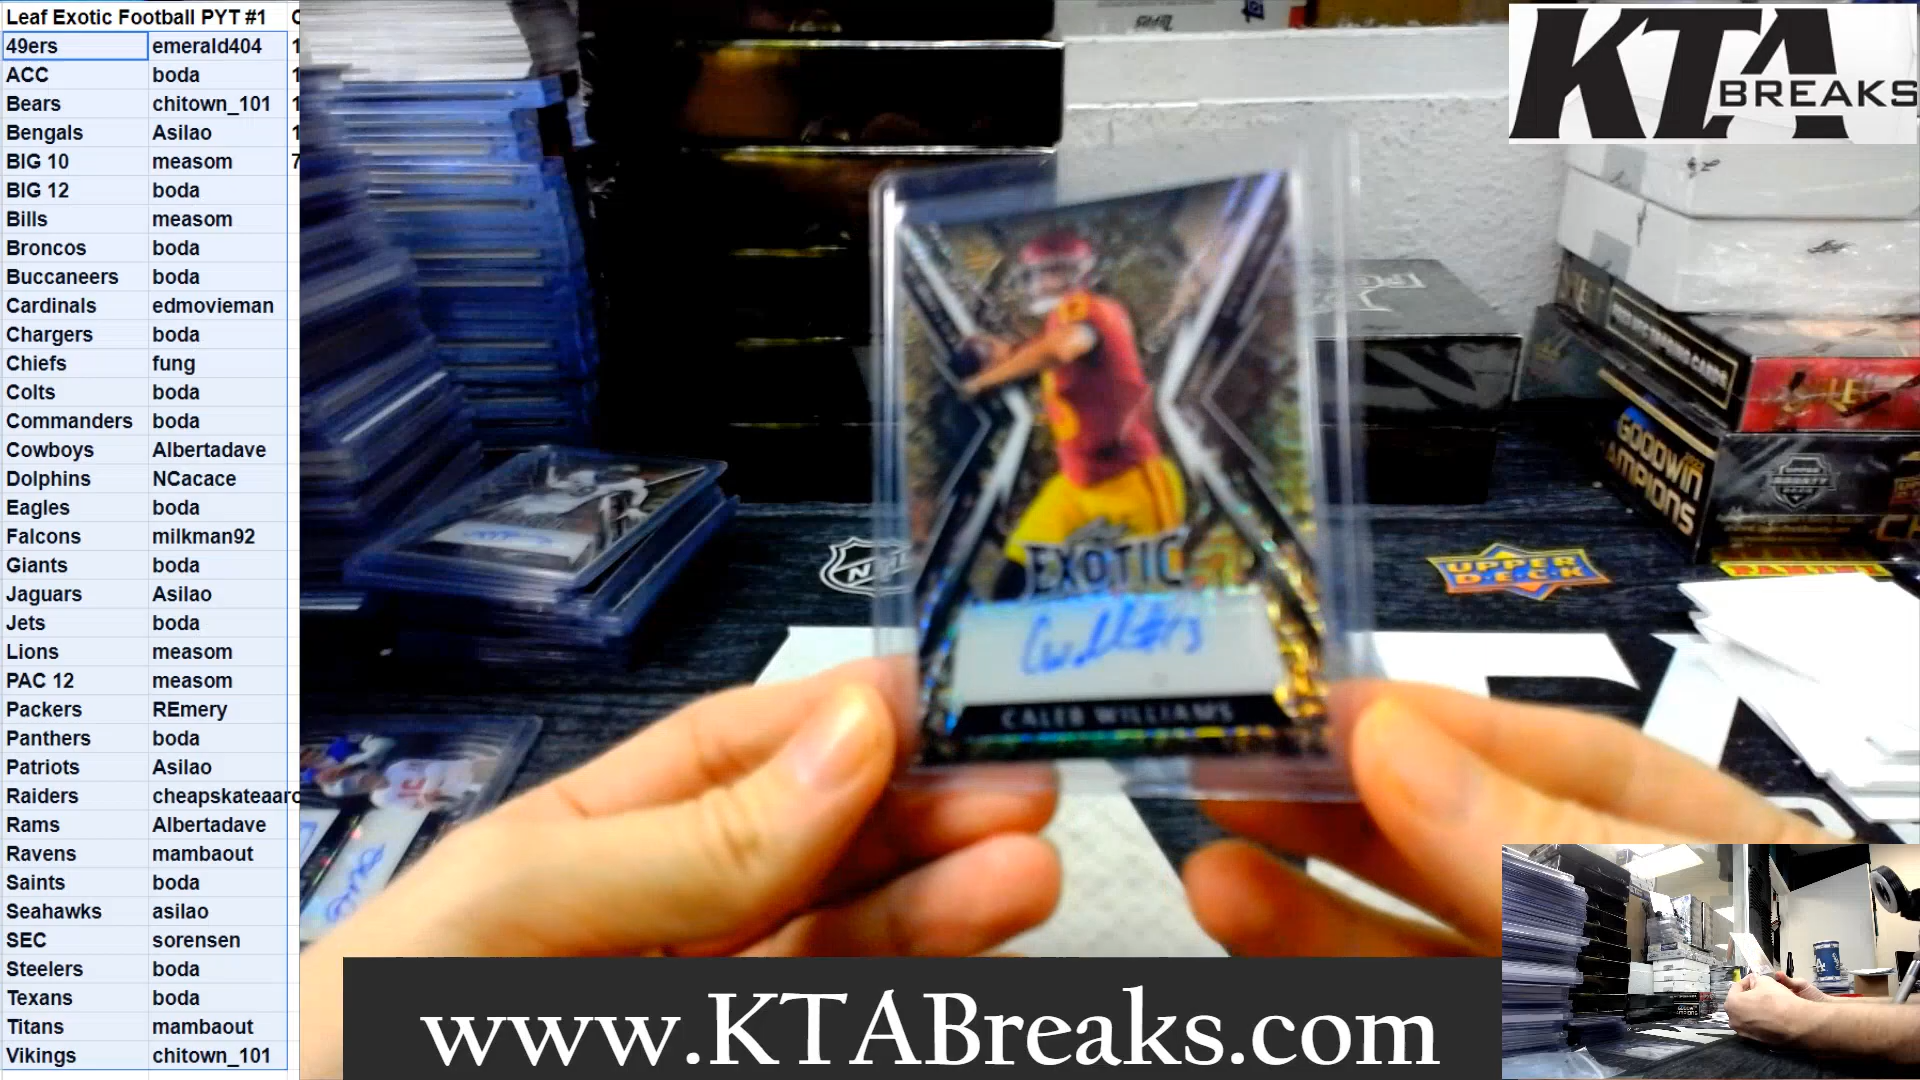 Leaf Exotic Football PYT #1
49ers emerald404
ACC boda
Bears chitown_101
Bengals Asilao
BIG 10 measom
BIG 12 boda
Bills measom
Broncos boda
Buccaneers boda
Cardinals edmovieman
Chargers boda
Chiefs fung
Colts boda
Commanders boda
Cowboys Albertadave
Dolphins NCacace
Eagles boda
Falcons milkman92
Giants boda
Jaguars Asilao
Jets boda
Lions measom
PAC 12 measom
Packers REmery
Panthers boda
Patriots Asilao
Raiders cheapskateaaro
Rams Albertadave
Ravens mambaout
Saints boda
Seahawks asilao
SEC sorensen
Steelers boda
Texans boda
Titans mambaout
Vikings chitown_101
KTA
BREAKS
EXOTIC
#13
CALEB WILLIAMS
UPPER
DECK
GOODWIN
PANINI
www.KTABreaks.com